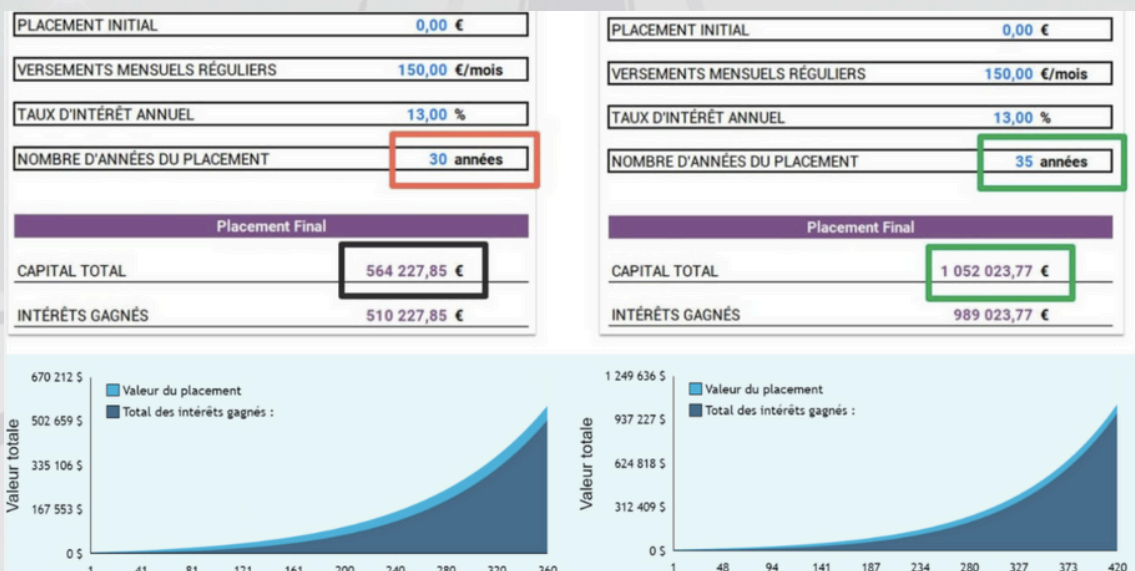 PLACEMENT INITIAL 0,00 €
VERSEMENTS MENSUELS RÉGULIERS 150,00 €/mois
TAUX D'INTÉRÊT ANNUEL 13,00 %
NOMBRE D'ANNÉES DU PLACEMENT 30 années
Placement Final
CAPITAL TOTAL 564 227,85 €
INTÉRÊTS GAGNÉS 510 227,85 €
PLACEMENT INITIAL 0,00 €
VERSEMENTS MENSUELS RÉGULIERS 150,00 €/mois
TAUX D'INTÉRÊT ANNUEL 13,00 %
NOMBRE D'ANNÉES DU PLACEMENT 35 années
Placement Final
CAPITAL TOTAL 1 052 023,77 €
INTÉRÊTS GAGNÉS 989 023,77 €
670 212 $
502 659 $
335 106 $
167 553 $
0 $
Valeur totale
Valeur du placement
Total des intérêts gagnés :
1 41 81 121 161 200 240 280 320 360
1 249 636 $
937 227 $
624 818 $
312 409 $
0 $
Valeur totale
Valeur du placement
Total des intérêts gagnés :
1 48 94 141 187 234 280 327 373 420